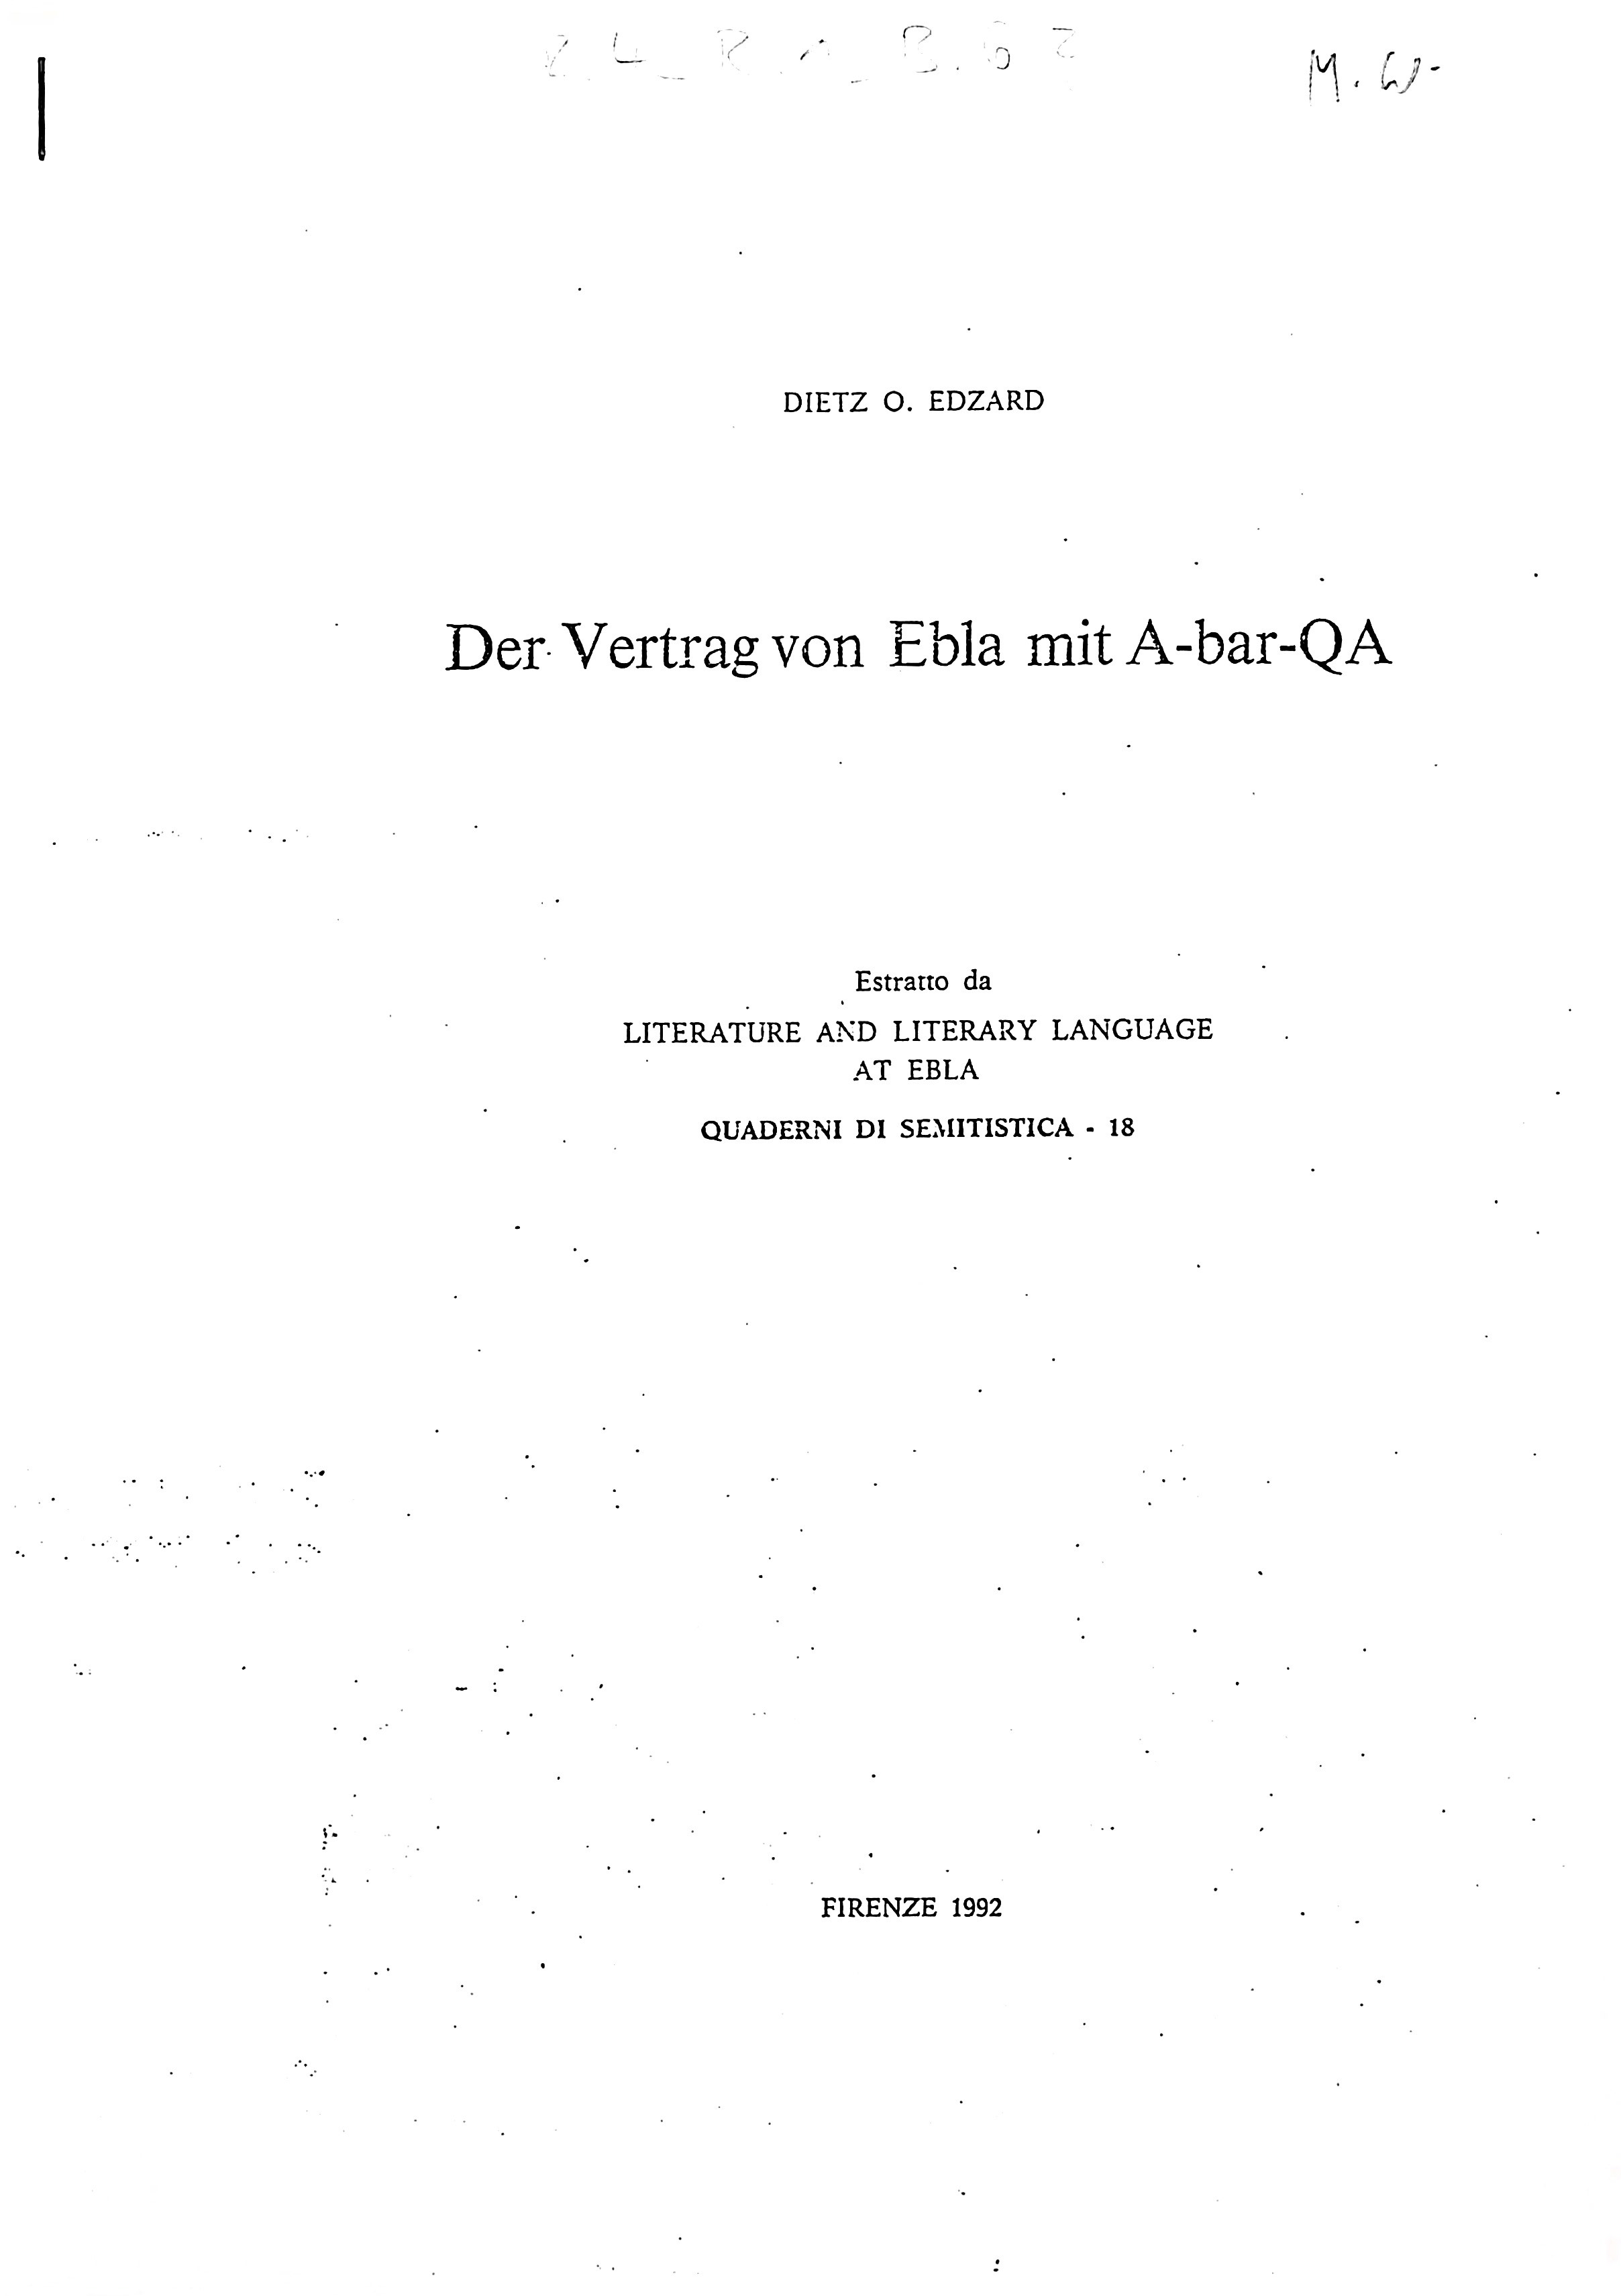 M. W.
DIETZ O. EDZARD
Der Vertrag von Ebla mit A-bar-QA
Estratto da
LITERATURE AND LITERARY LANGUAGE
AT EBLA
QUADERNI DI SEMITISTICA - 18
FIRENZE 1992